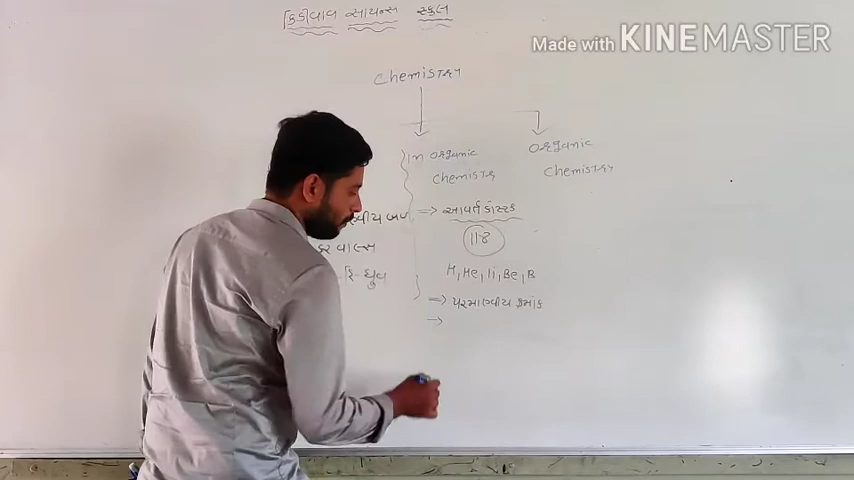 કિડીવાવ સાયન્સ સ્કુલ
Made with KINEMASTER
Chemistry
In organic
chemistry
organic
chemistry
બળ
વાલ્સ
ધ્રુવ
=> આવર્ત કોસ્ટક
118
H, He, Li, Be, B
=> પરમાણ્વીય ક્રમાંક